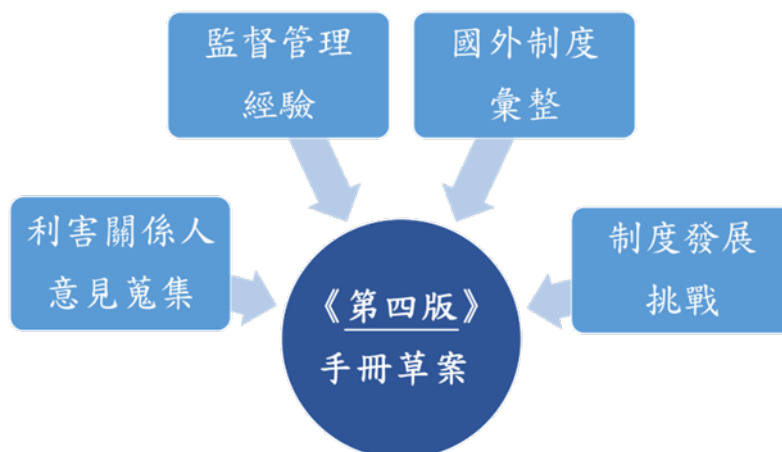 監督管理
經驗
國外制度
彙整
利害關係人
意見蒐集
制度發展
挑戰
《第四版》
手冊草案